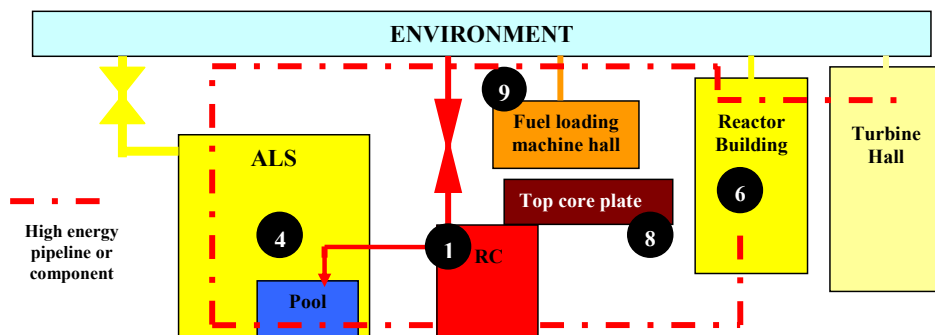 ENVIRONMENT
9
Fuel loading
machine hall
Reactor
Building
Turbine
Hall
ALS
Top core plate
6
High energy
pipeline or
component
4
1
8
RC
Pool